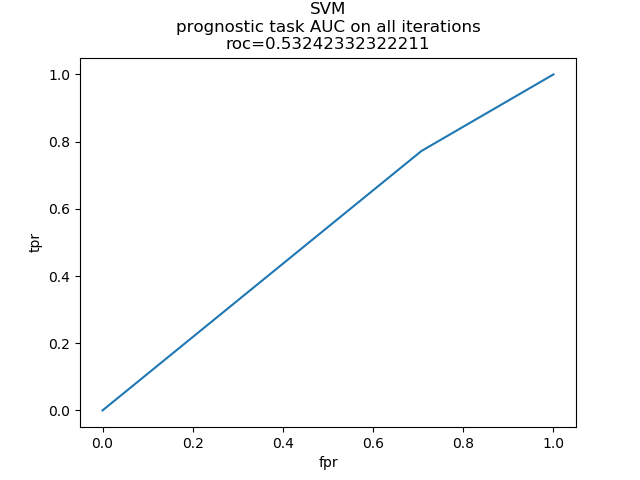 SVM
prognostic task AUC on all iterations
roc=0.53242332322211
1.0
0.8
0.6
0.4
0.2
0.0
tpr
0.0 0.2 0.4 0.6 0.8 1.0
fpr